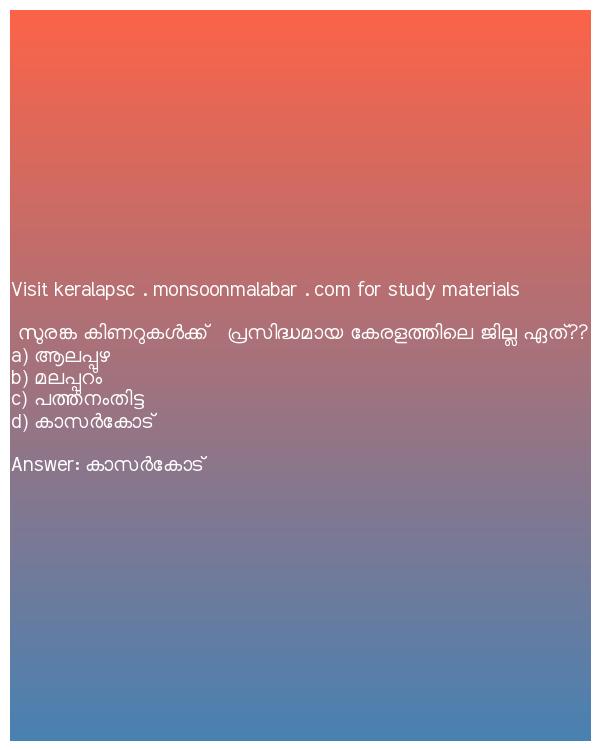 Visit keralapsc . monsoonmalabar . com for study materials
സുരങ്ക കിണറുകൾക്ക് പ്രസിദ്ധമായ കേരളത്തിലെ ജില്ല ഏത്??
a) ആലപ്പുഴ
b) മലപ്പുറം
c) പത്തനംതിട്ട
d) കാസർകോട്
Answer: കാസർകോട്